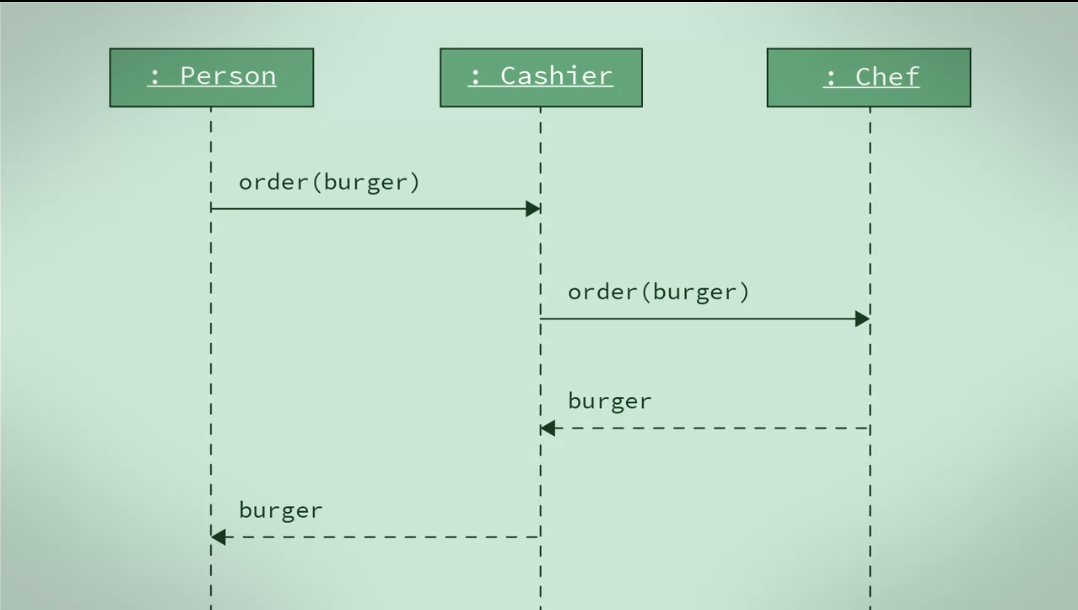 : Person
: Cashier
: Chef
order(burger)
order(burger)
burger
burger